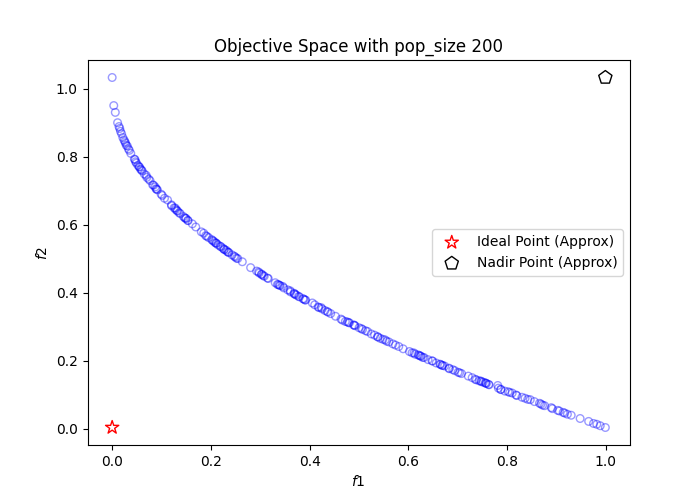 Objective Space with pop_size 200
1.0
0.8
0.6
0.4
0.2
0.0
f2
Ideal Point (Approx)
Nadir Point (Approx)
0.0 0.2 0.4 0.6 0.8 1.0
f1